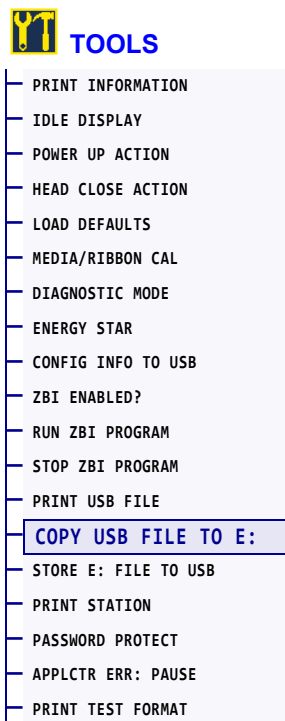 TOOLS
PRINT INFORMATION
IDLE DISPLAY
POWER UP ACTION
HEAD CLOSE ACTION
LOAD DEFAULTS
MEDIA/RIBBON CAL
DIAGNOSTIC MODE
ENERGY STAR
CONFIG INFO TO USB
ZBI ENABLED?
RUN ZBI PROGRAM
STOP ZBI PROGRAM
PRINT USB FILE
COPY USB FILE TO E:
STORE E: FILE TO USB
PRINT STATION
PASSWORD PROTECT
APPLCTR ERR: PAUSE
PRINT TEST FORMAT